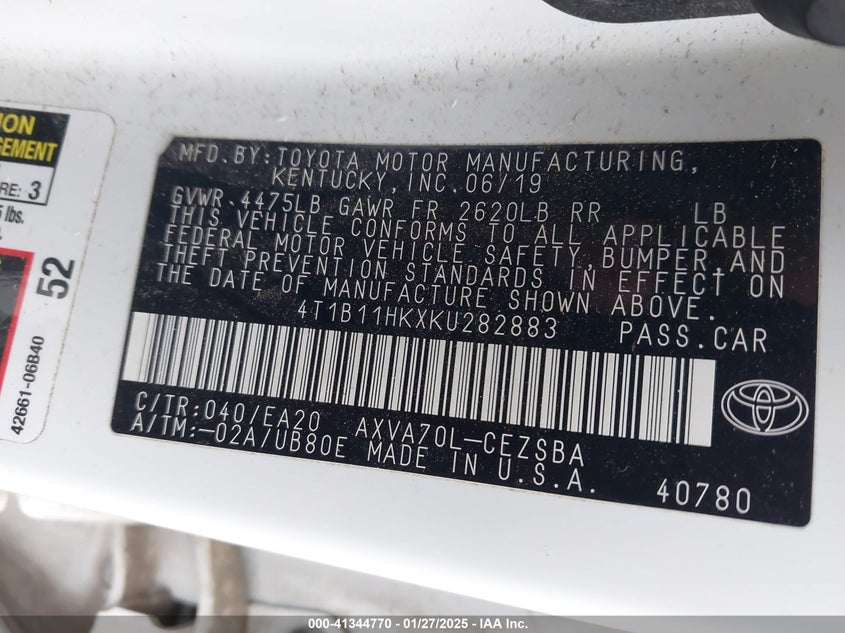 ION
GEMENT
RE: 3
5 lbs.
52
42661-06B40
MFD. BY: TOYOTA MOTOR MANUFACTURING,
KENTUCKY, INC. 06/19
GVWR 4475LB GAWR FR 2620LB RR LB
THIS VEHICLE CONFORMS TO ALL APPLICABLE
FEDERAL MOTOR VEHICLE SAFETY, BUMPER, AND
THEFT PREVENTION STANDARDS IN EFFECT ON
THE DATE OF MANUFACTURE SHOWN ABOVE.
4T1B11HKXKU282883 PASS.CAR
C/TR:040/EA20 AXVA70L-CEZSBA
A/TM:-02A/UB80E MADE IN U.S.A.
40780
000-41344770 — 01/27/2025 — IAA Inc.